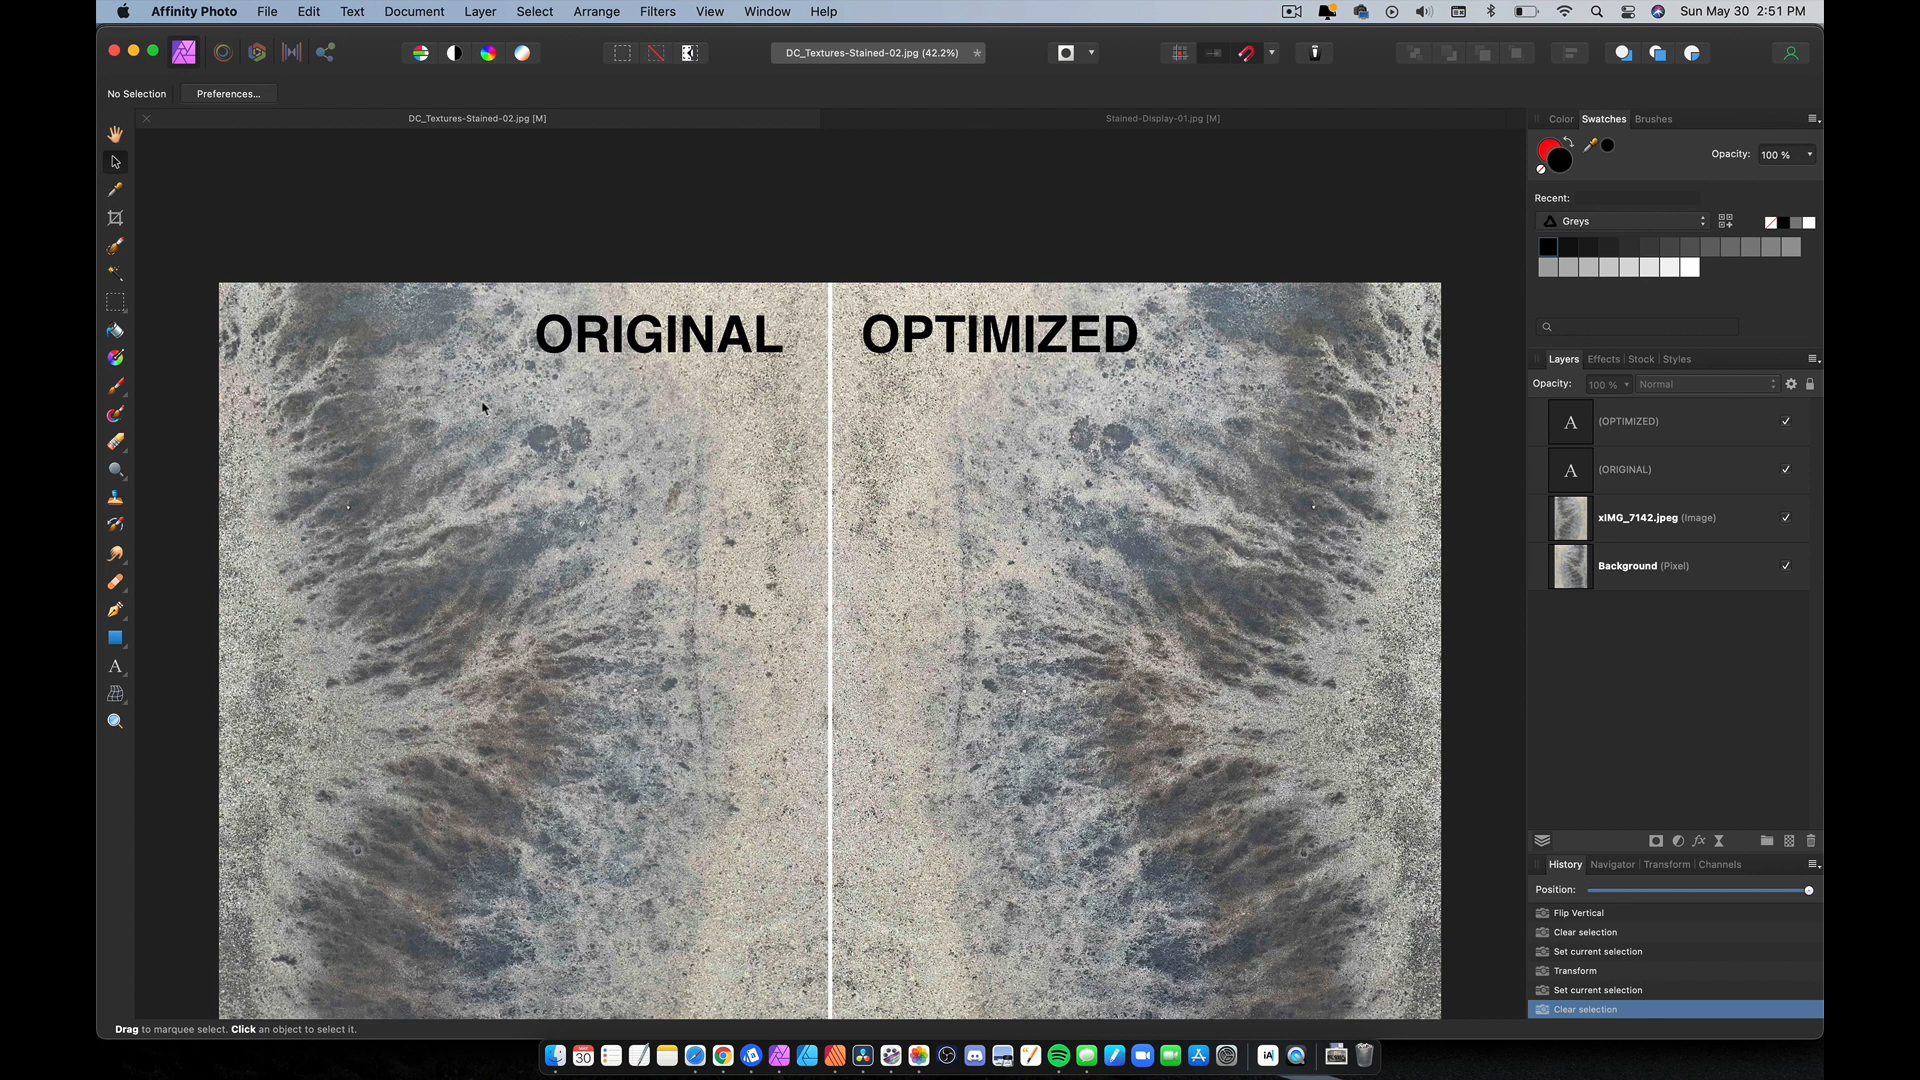 Affinity Photo File Edit Text Document Layer Select Arrange Filters View Window Help Sun May 30 2:51 PM
DC_Textures-Stained-02.jpg (42.2%) *
No Selection Preferences...
DC_Textures-Stained-02.jpg [M] Stained-Display-01.jpg [M]
Color Swatches Brushes
Opacity: 100 %
Recent:
Greys
ORIGINAL OPTIMIZED
Layers Effects Stock Styles
Opacity: 100 % Normal
A (OPTIMIZED)
A (ORIGINAL)
xIMG_7142.jpeg (Image)
Background (Pixel)
fx
History Navigator Transform Channels
Position:
Flip Vertical
Clear selection
Set current selection
Transform
Set current selection
Clear selection
Drag to marquee select. Click an object to select it.
30
iA